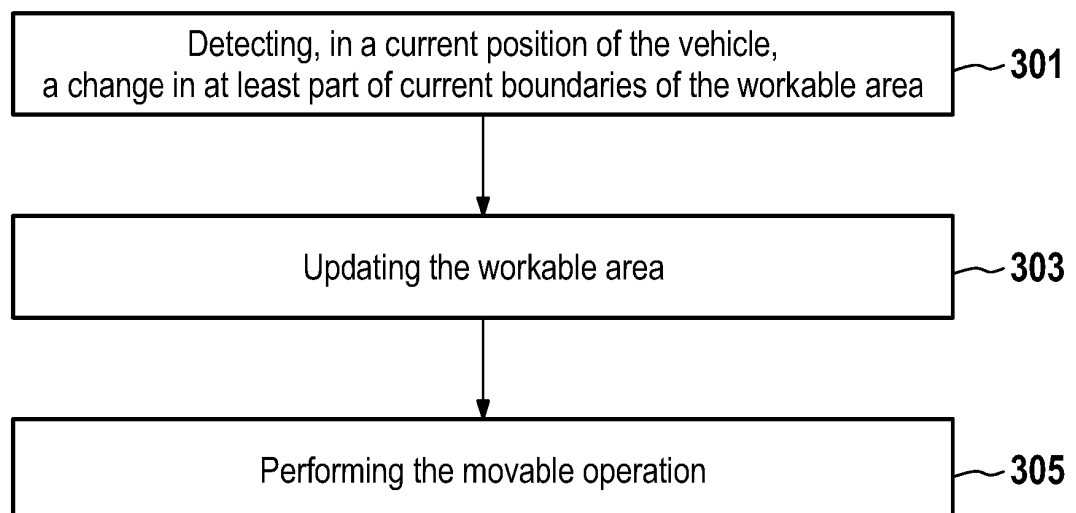 Detecting, in a current position of the vehicle,
a change in at least part of current boundaries of the workable area
301
Updating the workable area
303
Performing the movable operation
305